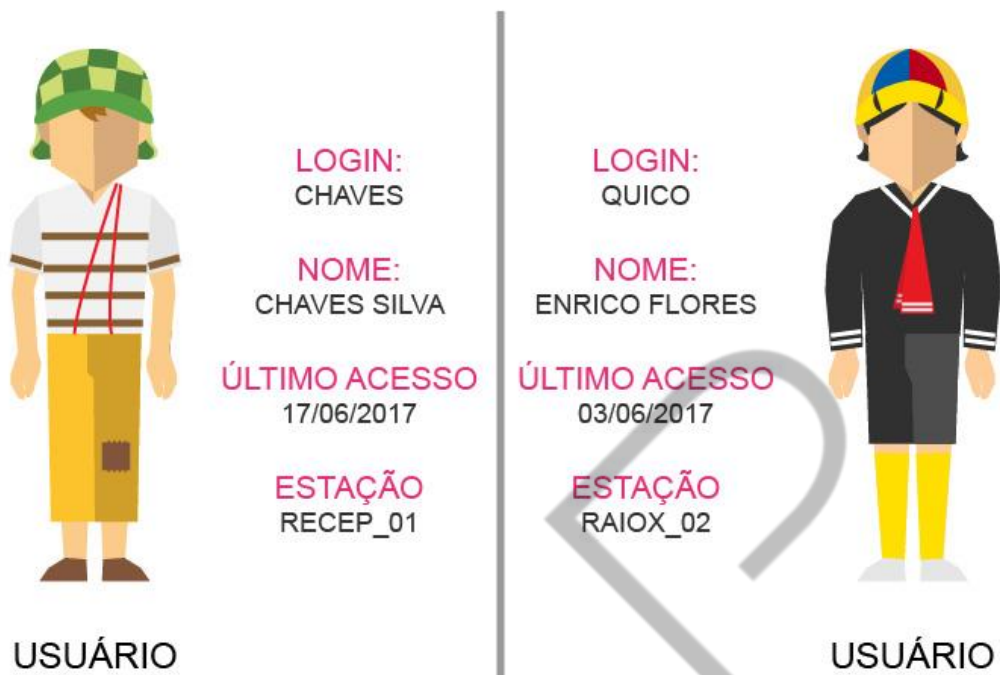 LOGIN:
CHAVES
NOME:
CHAVES SILVA
ÚLTIMO ACESSO
17/06/2017
ESTAÇÃO
RECEP_01
USUÁRIO
LOGIN:
QUICO
NOME:
ENRICO FLORES
ÚLTIMO ACESSO
03/06/2017
ESTAÇÃO
RAIOX_02
USUÁRIO